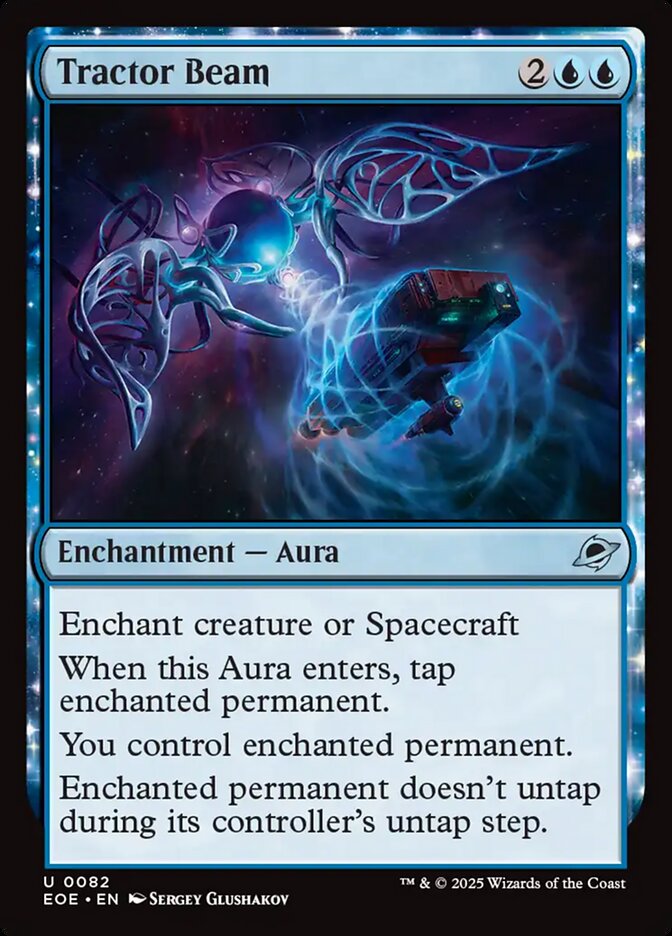 Tractor Beam 2
Enchantment — Aura
Enchant creature or Spacecraft
When this Aura enters, tap
enchanted permanent.
You control enchanted permanent.
Enchanted permanent doesn't untap
during its controller's untap step.
U 0082
EOE • EN Sergey Glushakov
™ & © 2025 Wizards of the Coast